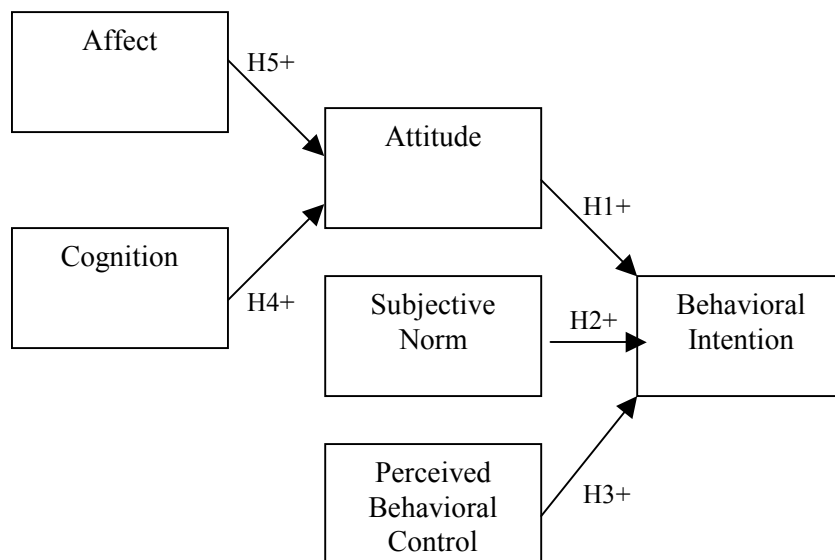 Affect
H5+
Attitude
H1+
Cognition
H4+
Subjective
Norm
H2+
Behavioral
Intention
Perceived
Behavioral
Control
H3+